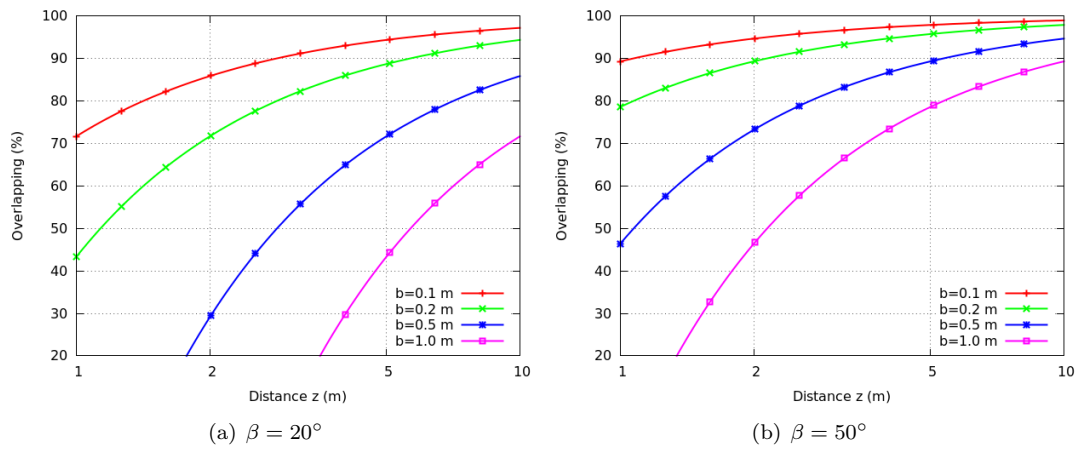 100
90
80
70
60
50
40
30
20
Overlapping (%)
b=0.1 m
b=0.2 m
b=0.5 m
b=1.0 m
1 2 5 10
Distance z (m)
(a) β = 20°
100
90
80
70
60
50
40
30
20
Overlapping (%)
b=0.1 m
b=0.2 m
b=0.5 m
b=1.0 m
1 2 5 10
Distance z (m)
(b) β = 50°